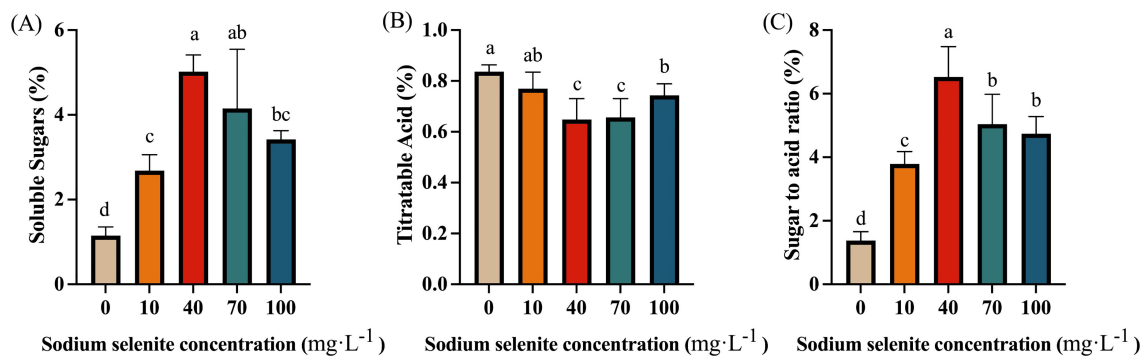 (A)
Soluble Sugars (%)
6
4
2
0
d
c
a
ab
bc
0 10 40 70 100
Sodium selenite concentration (mg·L-1)
(B)
Titratable Acid (%)
1.0
0.8
0.6
0.4
0.2
0.0
a
ab
c
c
b
0 10 40 70 100
Sodium selenite concentration (mg·L-1)
(C)
Sugar to acid ratio (%)
8
6
4
2
0
d
c
a
b
b
0 10 40 70 100
Sodium selenite concentration (mg·L-1)